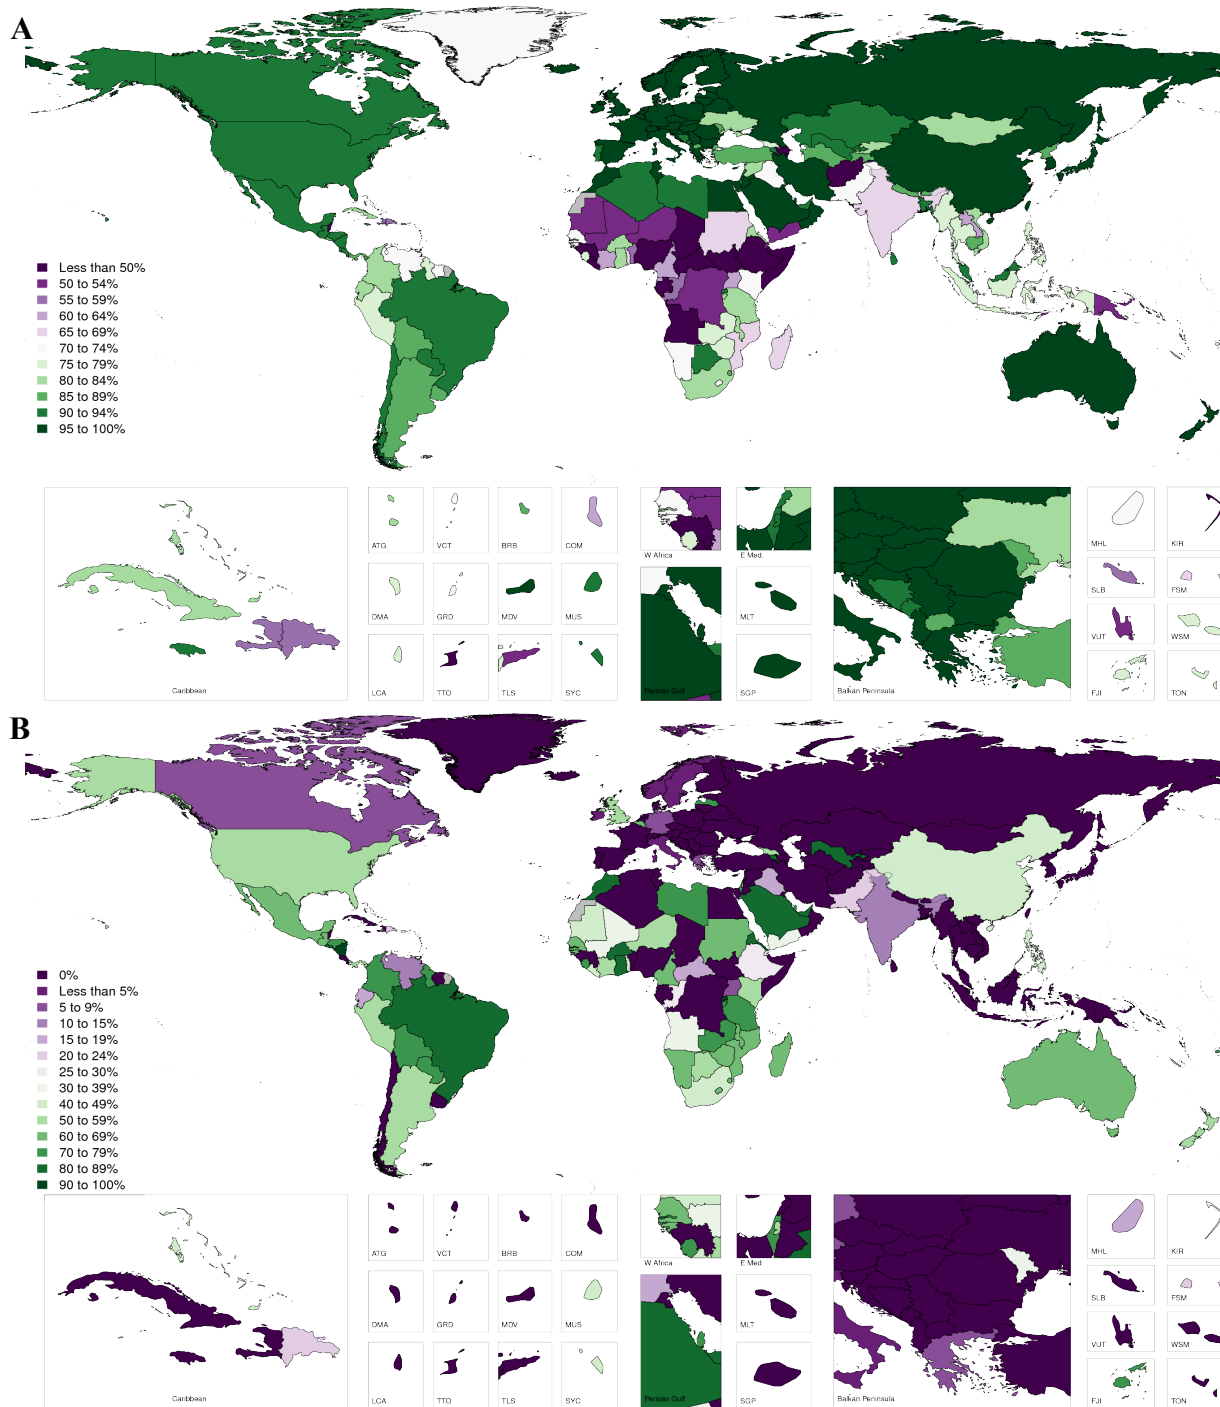 A
Less than 50%
50 to 54%
55 to 59%
60 to 64%
65 to 69%
70 to 74%
75 to 79%
80 to 84%
85 to 89%
90 to 94%
95 to 100%
Caribbean
ATG
VCT
BRB
COM
DMA
GRD
MDV
MUS
LCA
TTO
TLS
SYC
W Africa
E Med.
Persian Gulf
MLT
SGP
Balkan Peninsula
MHL
KIR
SLB
FSM
VUT
WSM
FJI
TON
B
0%
Less than 5%
5 to 9%
10 to 15%
15 to 19%
20 to 24%
25 to 30%
30 to 39%
40 to 49%
50 to 59%
60 to 69%
70 to 79%
80 to 89%
90 to 100%
Caribbean
ATG
VCT
BRB
COM
DMA
GRD
MDV
MUS
LCA
TTO
TLS
SYC
W Africa
E Med.
Persian Gulf
MLT
SGP
Balkan Peninsula
MHL
KIR
SLB
FSM
VUT
WSM
FJI
TON